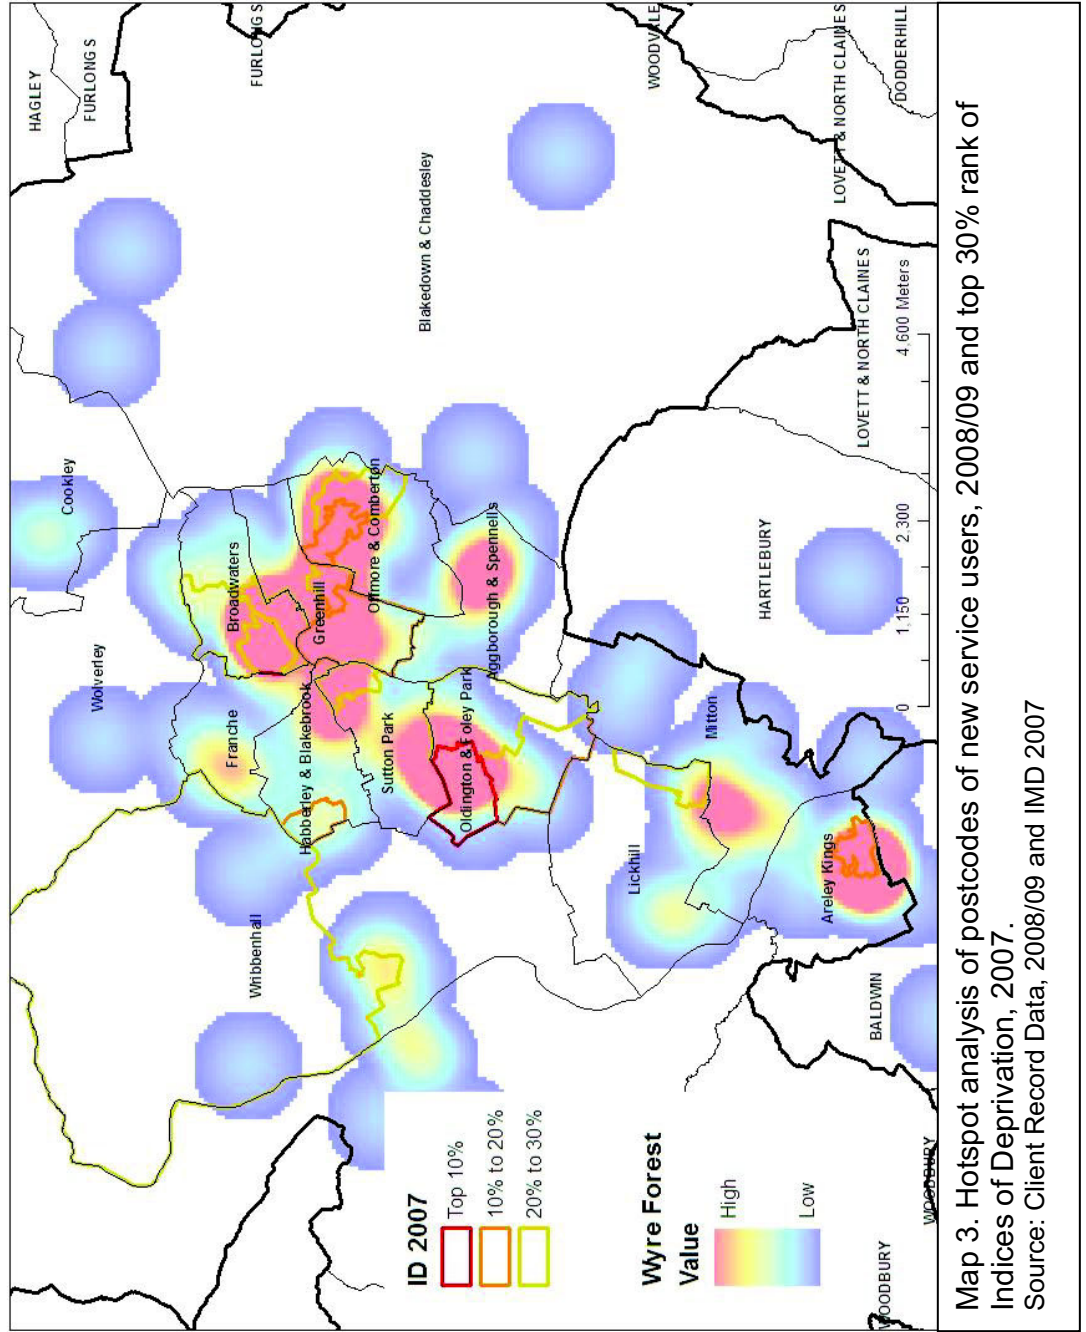 HAGLEY
Cookley
FURLONG S
Wolverley
Franche
Broadwaters
Wribbenhall
FURLONG S
Habberley & Blakebrook
Greenhill
Offmore & Comberton
Sutton Park
Blakedown & Chaddesley
Oldington & Foley Park
Aggborough & Spennells
ID 2007
Top 10%
10% to 20%
20% to 30%
Lickhill
WOODVALE
Mitton
Wyre Forest
Value
High
Low
HARTLEBURY
Areley Kings
LOVETT & NORTH CLAINES
LOVETT & NORTH CLAINES
BALDWIN
WOODBURY
DODDERHILL
0 1,150 2,300 4,600 Meters
WOODBURY
Map 3. Hotspot analysis of postcodes of new service users, 2008/09 and top 30% rank of
Indices of Deprivation, 2007.
Source: Client Record Data, 2008/09 and IMD 2007